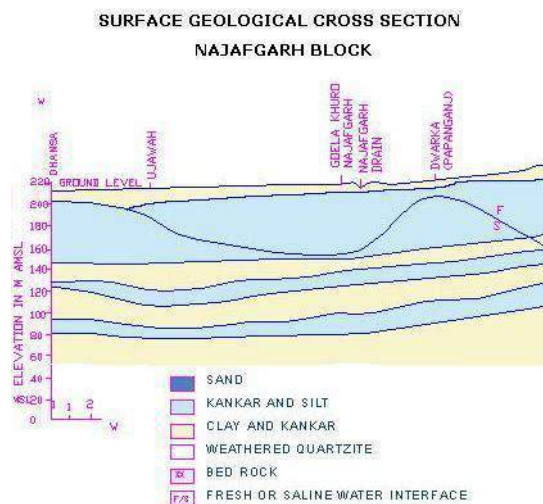 SURFACE GEOLOGICAL CROSS SECTION
NAJAFGARH BLOCK
W
DHANSA
UJAWAH
GOELA KHURD
NAJAFGARH
NAJAFGARH
DRAIN
DWARKA
(PAPANGANJ)
GROUND LEVEL
ELEVATION IN M AMSL
220
200
180
160
140
120
100
80
60
40
20
MSL
F
S
1 1 2
W
SAND
KANKAR AND SILT
CLAY AND KANKAR
WEATHERED QUARTZITE
BED ROCK
F/S FRESH OR SALINE WATER INTERFACE